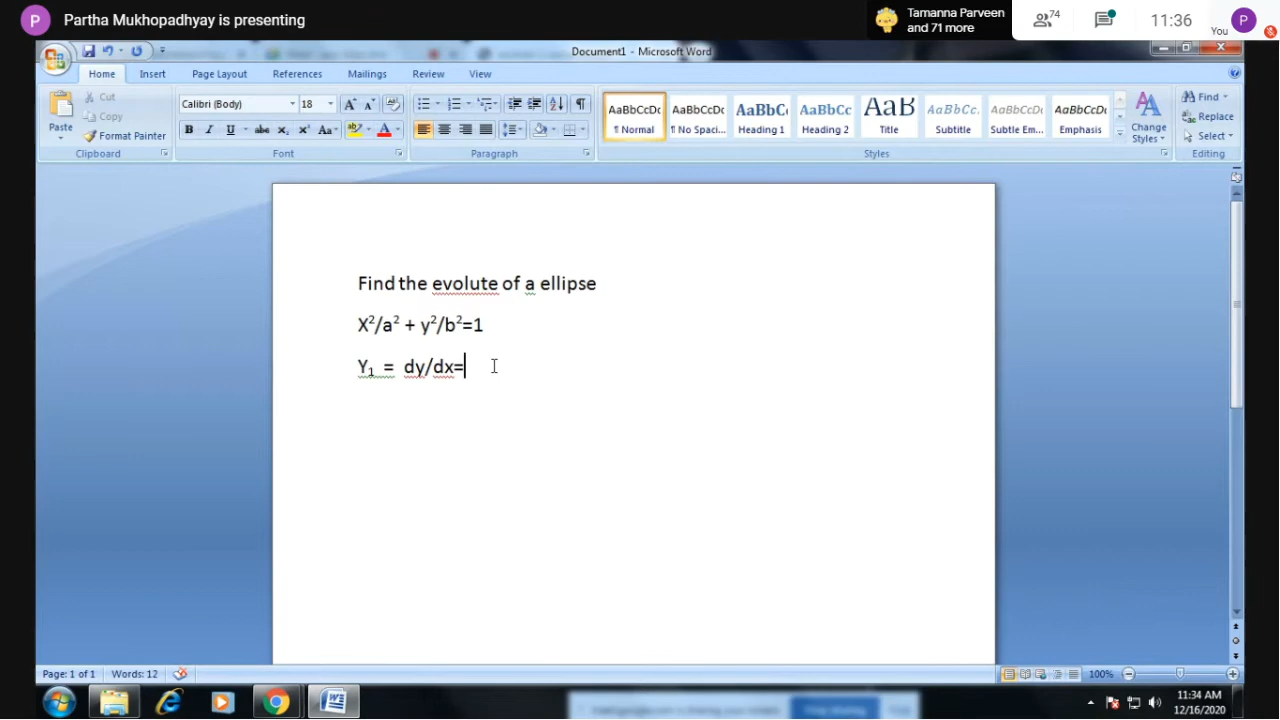 P Partha Mukhopadhyay is presenting
Tamanna Parveen
and 71 more
74
11:36
You
P
Document1 - Microsoft Word
Home Insert Page Layout References Mailings Review View
Paste
Cut
Copy
Format Painter
Clipboard
Calibri (Body) 18
Font
Paragraph
AaBbCcDc AaBbCcDc AaBbC AaBbCc AaB AaBbCc. AaBbCcDc AaBbCcDc
¶ Normal ¶ No Spaci... Heading 1 Heading 2 Title Subtitle Subtle Em... Emphasis
Change
Styles
Styles
Find
Replace
Select
Editing
Find the evolute of a ellipse
X²/a² + y²/b²=1
Y₁ = dy/dx=
Page: 1 of 1 Words: 12
100%
11:34 AM
12/16/2020